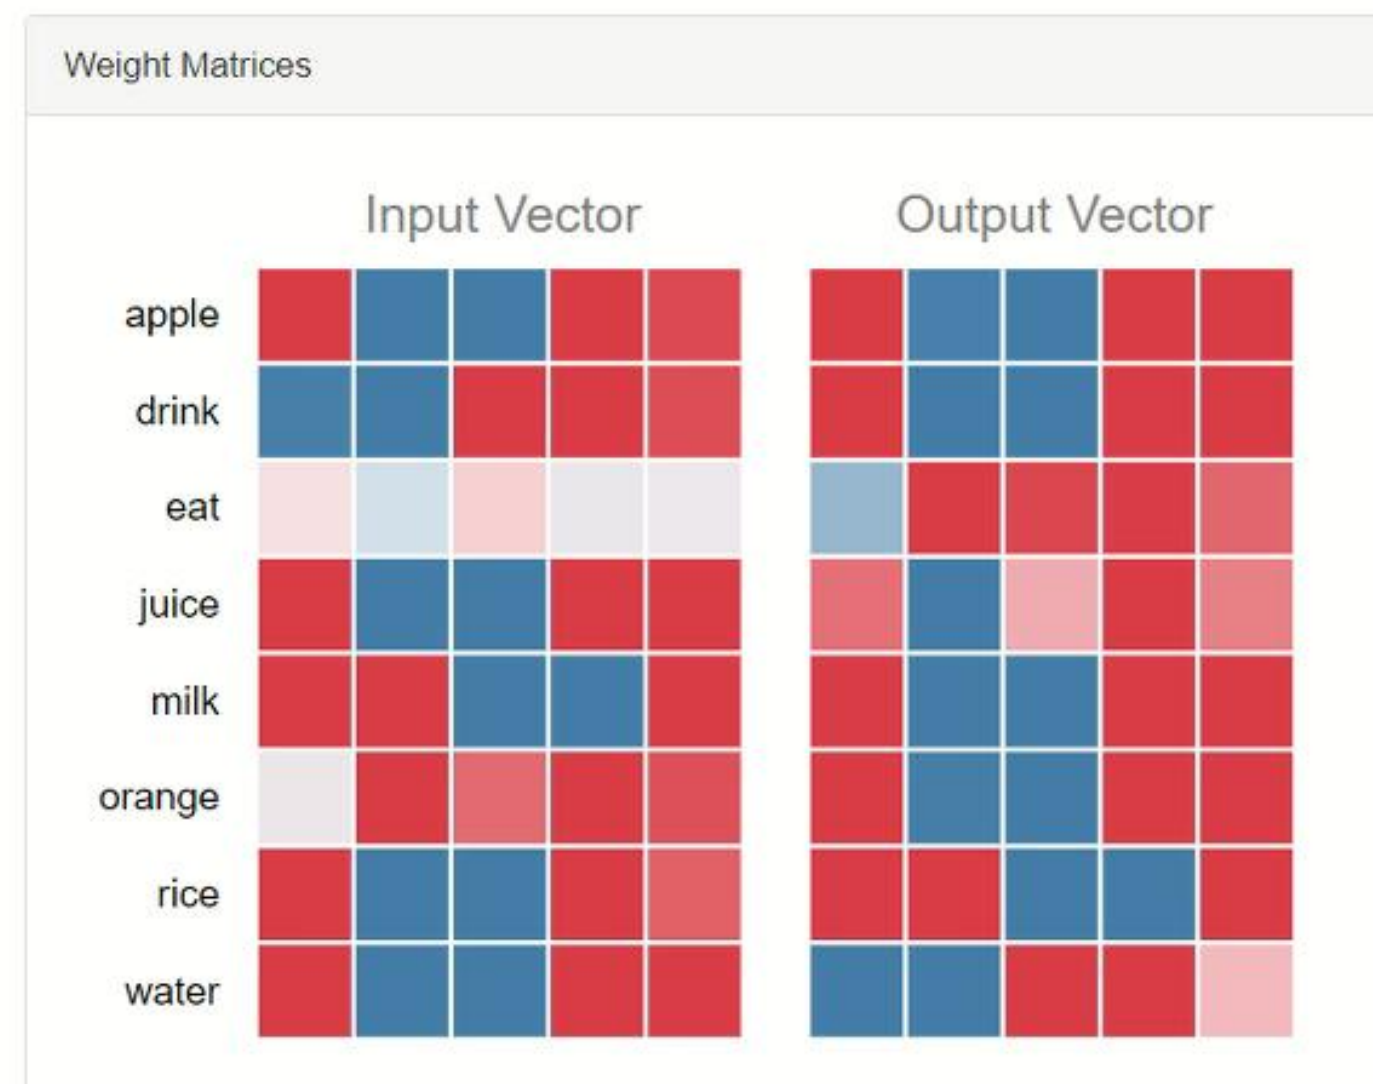 Weight Matrices
Input Vector
Output Vector
apple
drink
eat
juice
milk
orange
rice
water